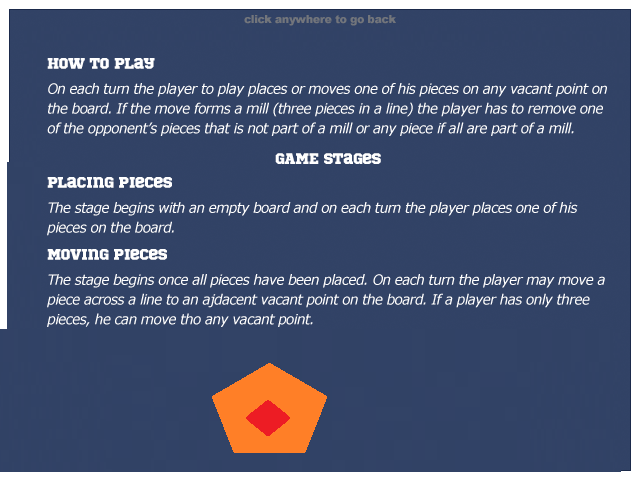 click anywhere to go back
How to Play
On each turn the player to play places or moves one of his pieces on any vacant point on
the board. If the move forms a mill (three pieces in a line) the player has to remove one
of the opponent's pieces that is not part of a mill or any piece if all are part of a mill.
Game Stages
Placing Pieces
The stage begins with an empty board and on each turn the player places one of his
pieces on the board.
Moving Pieces
The stage begins once all pieces have been placed. On each turn the player may move a
piece across a line to an ajdacent vacant point on the board. If a player has only three
pieces, he can move tho any vacant point.